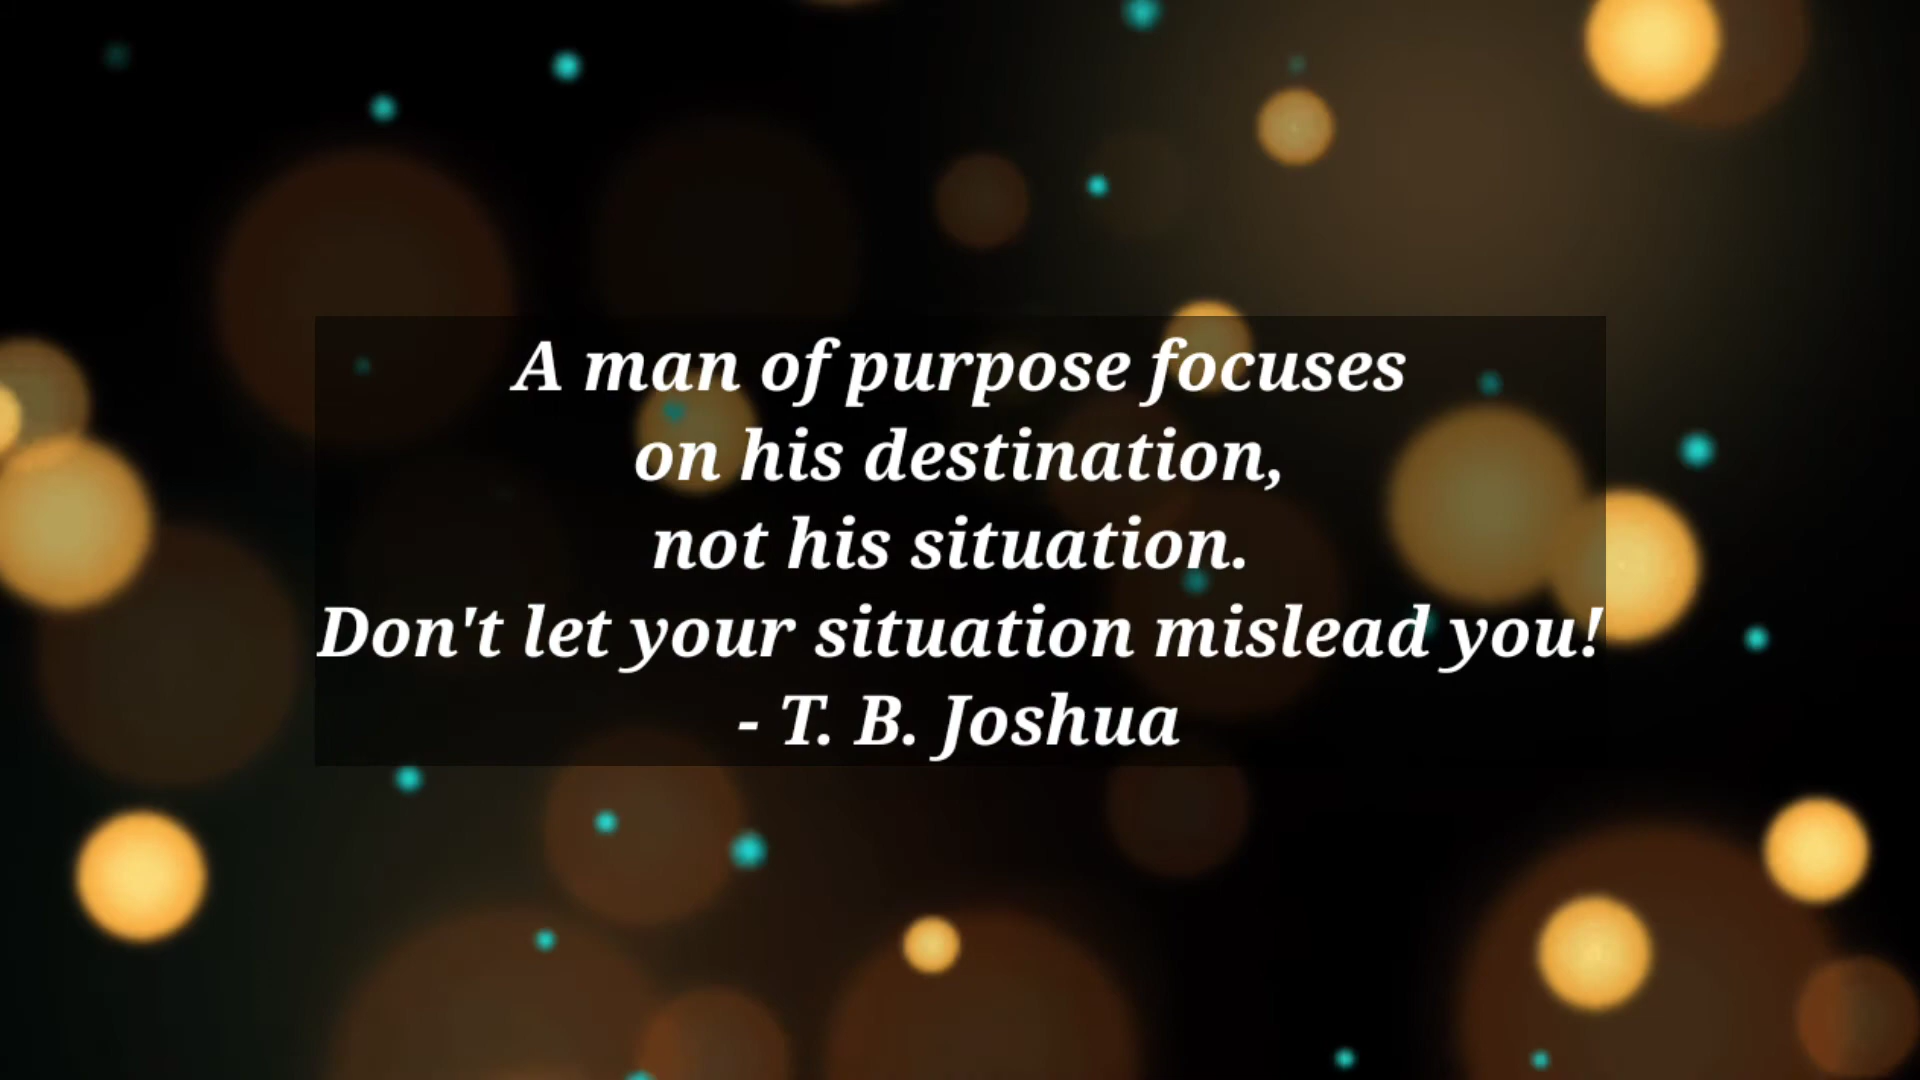 A man of purpose focuses
on his destination,
not his situation.
Don't let your situation mislead you!
- T. B. Joshua